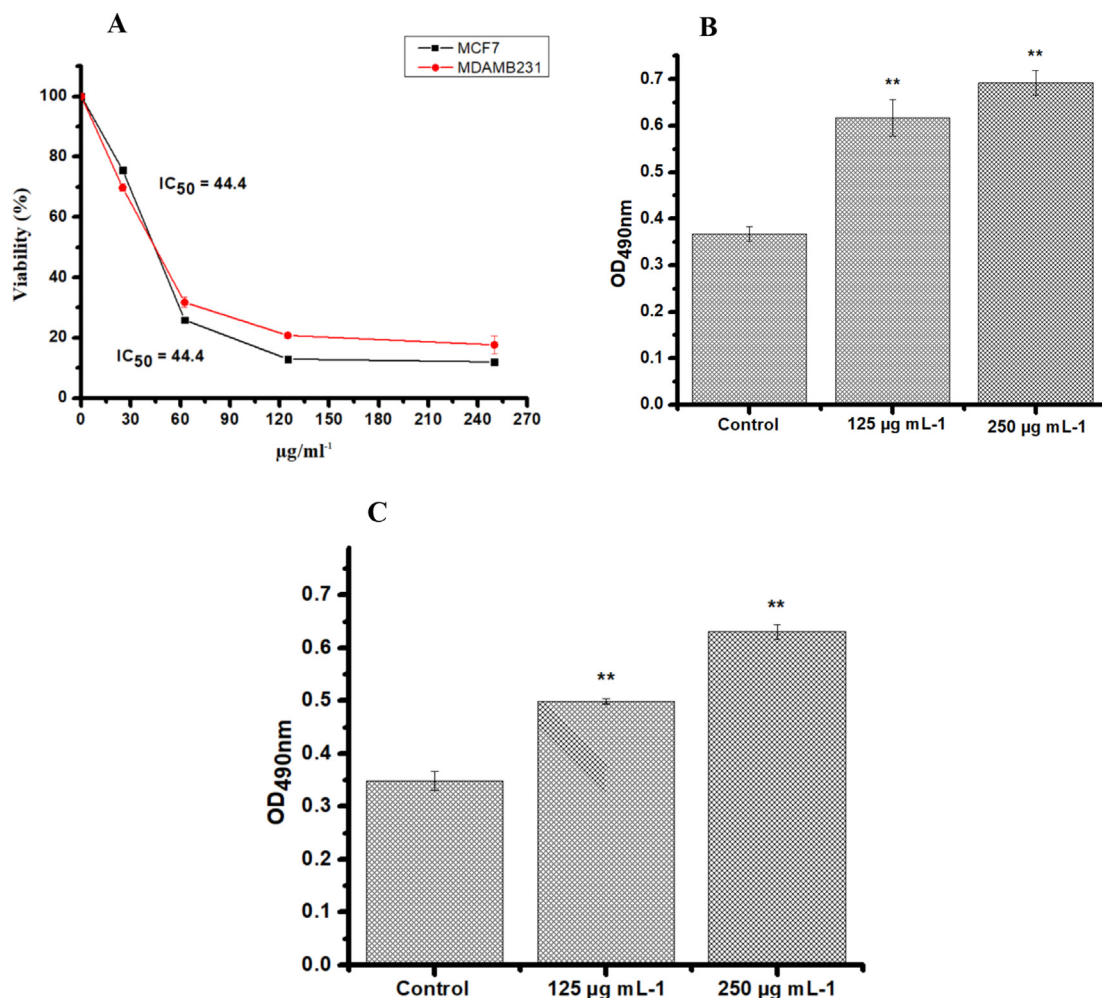 A
MCF7
MDAMB231
100
80
60
40
20
0
Viability (%)
IC50 = 44.4
IC50 = 44.4
0 30 60 90 120 150 180 210 240 270
µg/ml-1
B
0.7
0.6
0.5
0.4
0.3
0.2
0.1
0.0
OD490nm
**
**
Control 125 µg mL-1 250 µg mL-1
C
0.7
0.6
0.5
0.4
0.3
0.2
0.1
0.0
OD490nm
**
**
Control 125 µg mL-1 250 µg mL-1